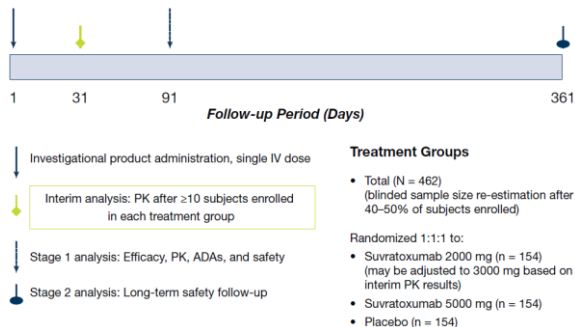 1
31
91
361
Follow-up Period (Days)
Investigational product administration, single IV dose
Interim analysis: PK after ≥10 subjects enrolled
in each treatment group
Stage 1 analysis: Efficacy, PK, ADAs, and safety
Stage 2 analysis: Long-term safety follow-up
Treatment Groups
• Total (N = 462)
(blinded sample size re-estimation after
40–50% of subjects enrolled)
Randomized 1:1:1 to:
• Suvratoxumab 2000 mg (n = 154)
(may be adjusted to 3000 mg based on
interim PK results)
• Suvratoxumab 5000 mg (n = 154)
• Placebo (n = 154)